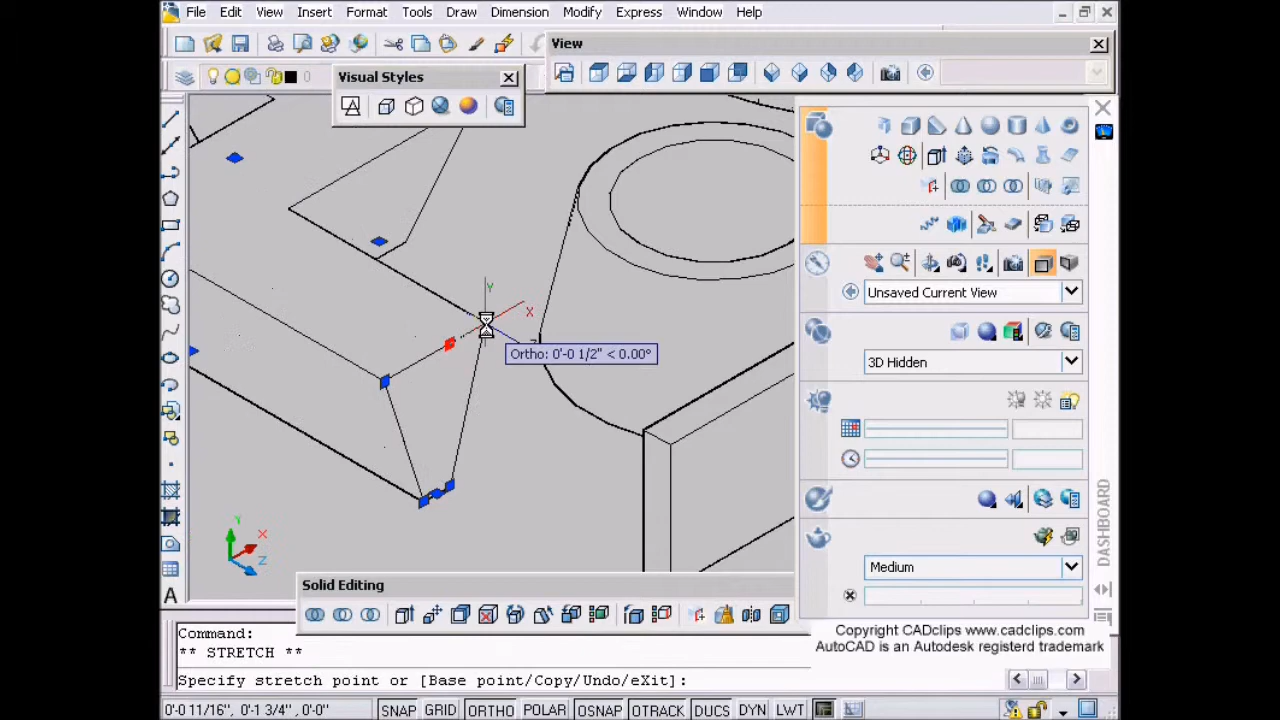 File Edit View Insert Format Tools Draw Dimension Modify Express Window Help
View
0
Visual Styles
Y
X
Ortho: 0'-0 1/2" < 0.00°
Unsaved Current View
3D Hidden
Y
X
Z
DASHBOARD
Medium
Solid Editing
A
Copyright CADclips www.cadclips.com
AutoCAD is an Autodesk registerd trademark
Command:
** STRETCH **
Specify stretch point or [Base point/Copy/Undo/eXit]:
0'-0 11/16", 0'-1 3/4", 0'-0" SNAP GRID ORTHO POLAR OSNAP OTRACK DUCS DYN LWT